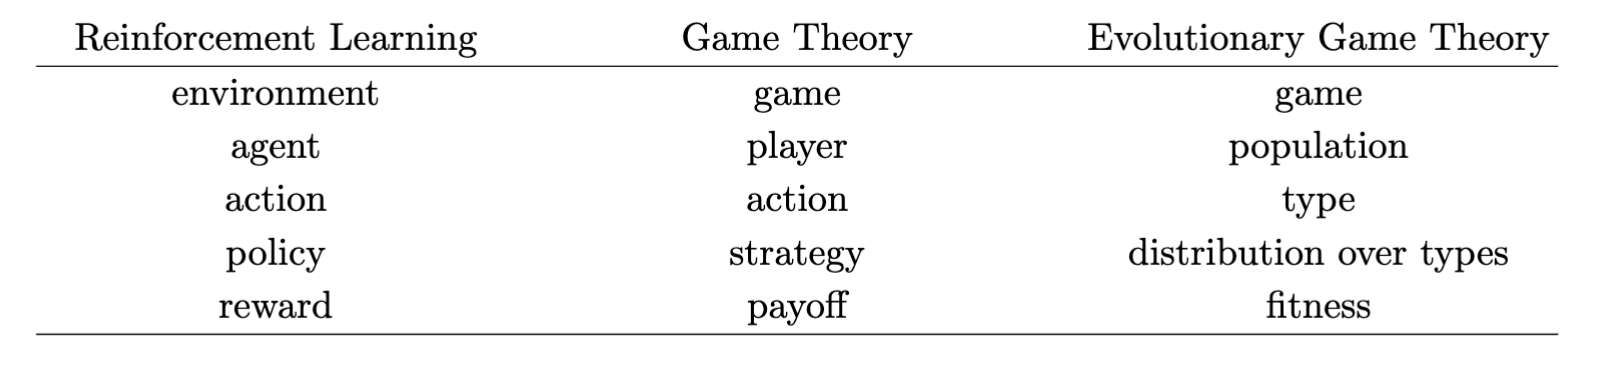 Reinforcement Learning Game Theory Evolutionary Game Theory
environment game game
agent player population
action action type
policy strategy distribution over types
reward payoff fitness